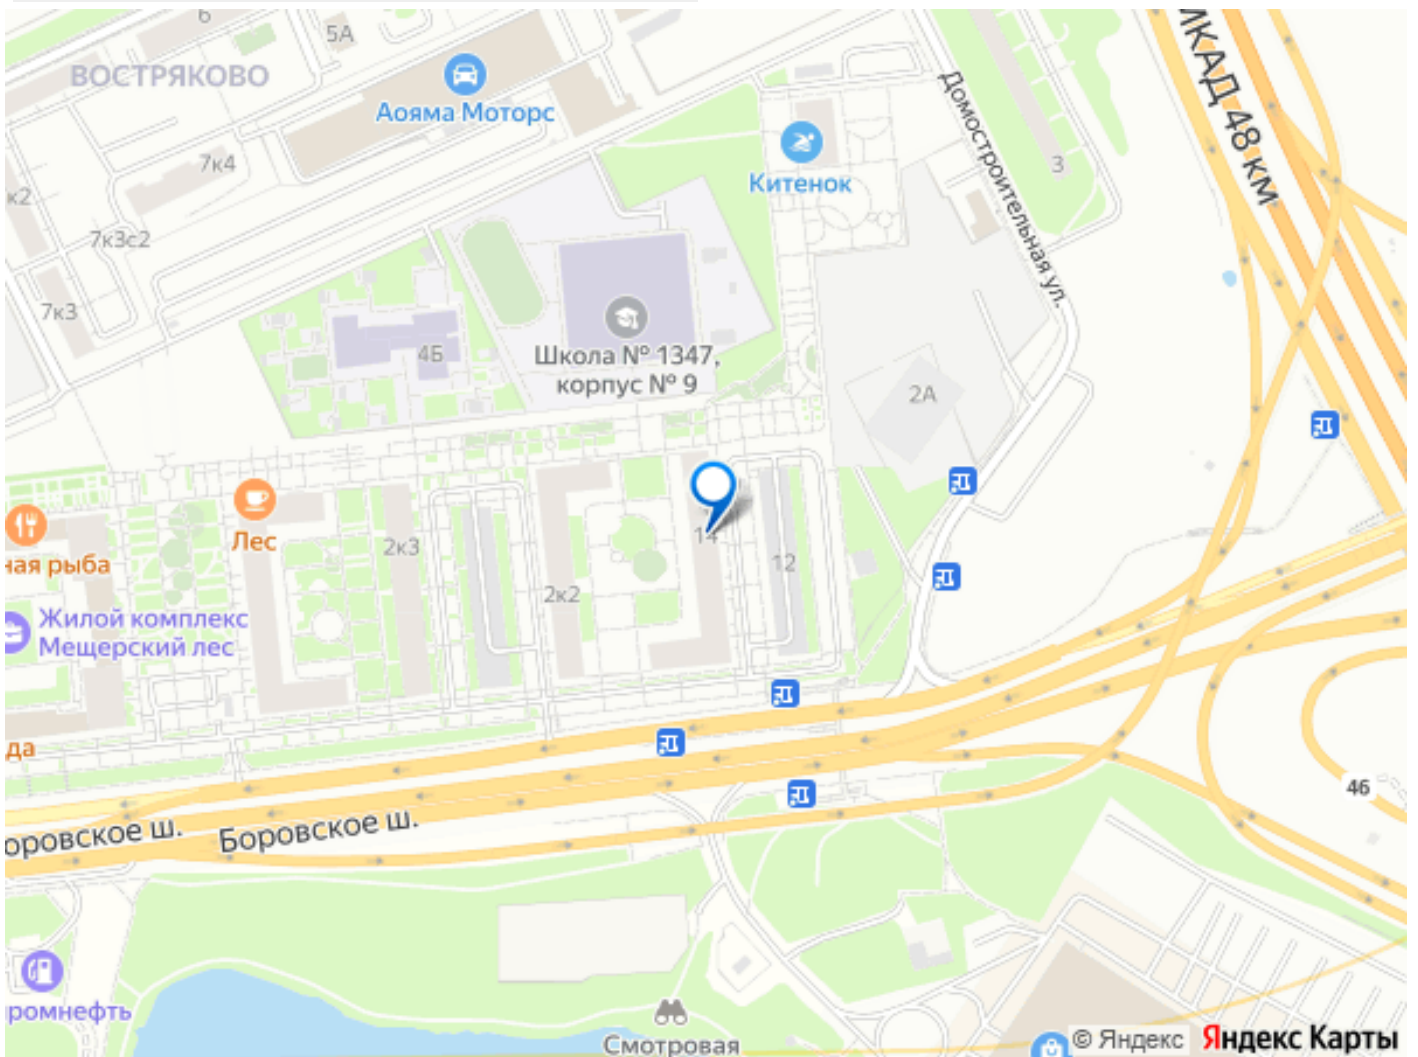 6
5А
ВОСТРЯКОВО
Аояма Моторс
МКАД 48 км
Домостроительная ул.
7к4
3
Китенок
к2
7к3с2
7к3
4Б
Школа № 1347,
корпус № 9
2А
Лес
2к3
14
12
ная рыба
2к2
Жилой комплекс
Мещерский лес
да
46
оровское ш.
Боровское ш.
ромнефть
Смотровая
© Яндекс
Яндекс Карты